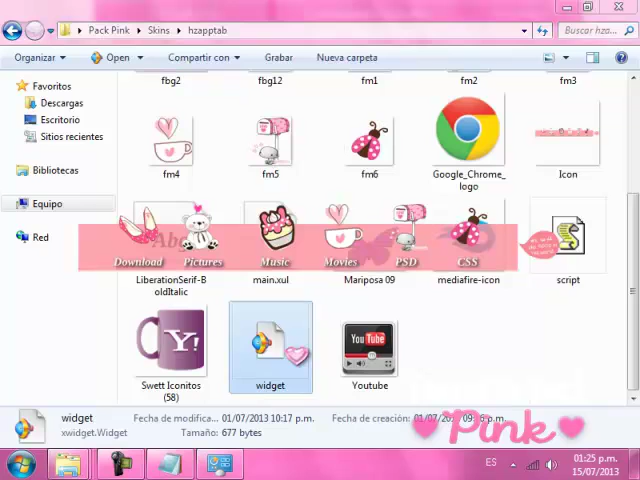 Pack Pink
Skins
hzapptab
Buscar hza...
Organizar
Open
Compartir con
Grabar
Nueva carpeta
Favoritos
Descargas
Escritorio
Sitios recientes
Bibliotecas
Equipo
Red
fbg2
fbg12
fm1
fm2
fm3
fm4
fm5
fm6
Google_Chrome_
logo
Icon
Download
Pictures
Music
Movies
PSD
CSS
LiberationSerif-B
oldItalic
main.xul
Mariposa 09
mediafire-icon
script
Y!
You Tube
Swett Iconitos
(58)
widget
Youtube
widget
Fecha de modifica... 01/07/2013 10:17 p.m.
Fecha de creación:
xwidget.Widget
Tamaño: 677 bytes
Pink
ES
01:25 p.m.
15/07/2013